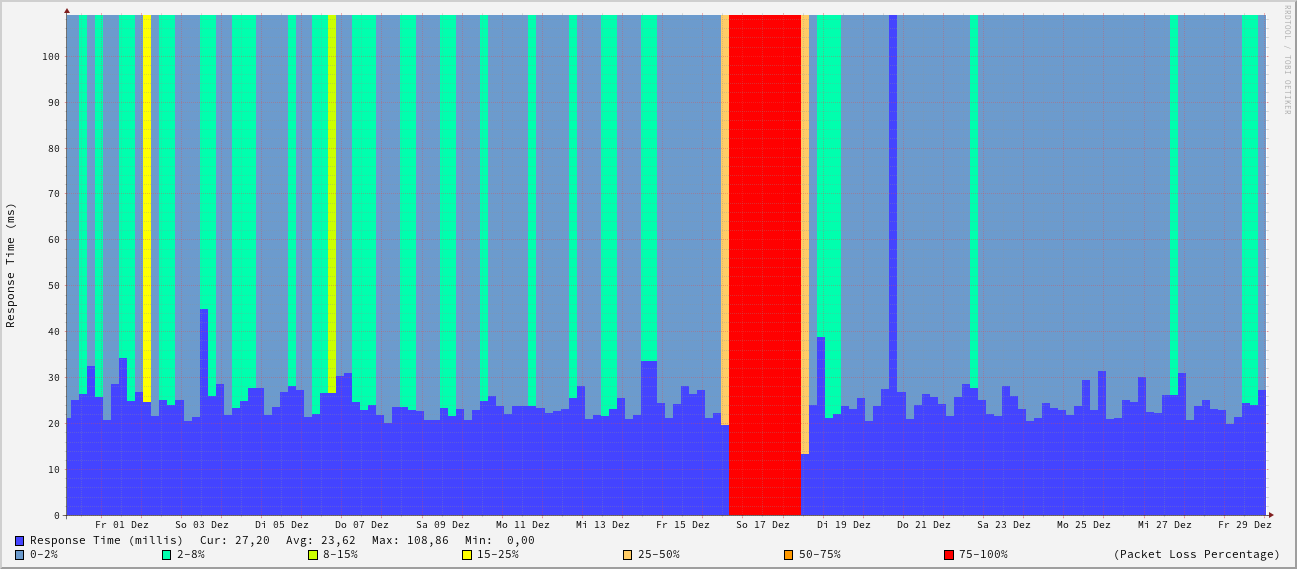 RRDTOOL / TOBI OETIKER
Response Time (ms)
100
90
80
70
60
50
40
30
20
10
0
Fr 01 Dez So 03 Dez Di 05 Dez Do 07 Dez Sa 09 Dez Mo 11 Dez Mi 13 Dez Fr 15 Dez So 17 Dez Di 19 Dez Do 21 Dez Sa 23 Dez Mo 25 Dez Mi 27 Dez Fr 29 Dez
Response Time (millis) Cur: 27,20 Avg: 23,62 Max: 108,86 Min: 0,00
0-2% 2-8% 8-15% 15-25% 25-50% 50-75% 75-100% (Packet Loss Percentage)